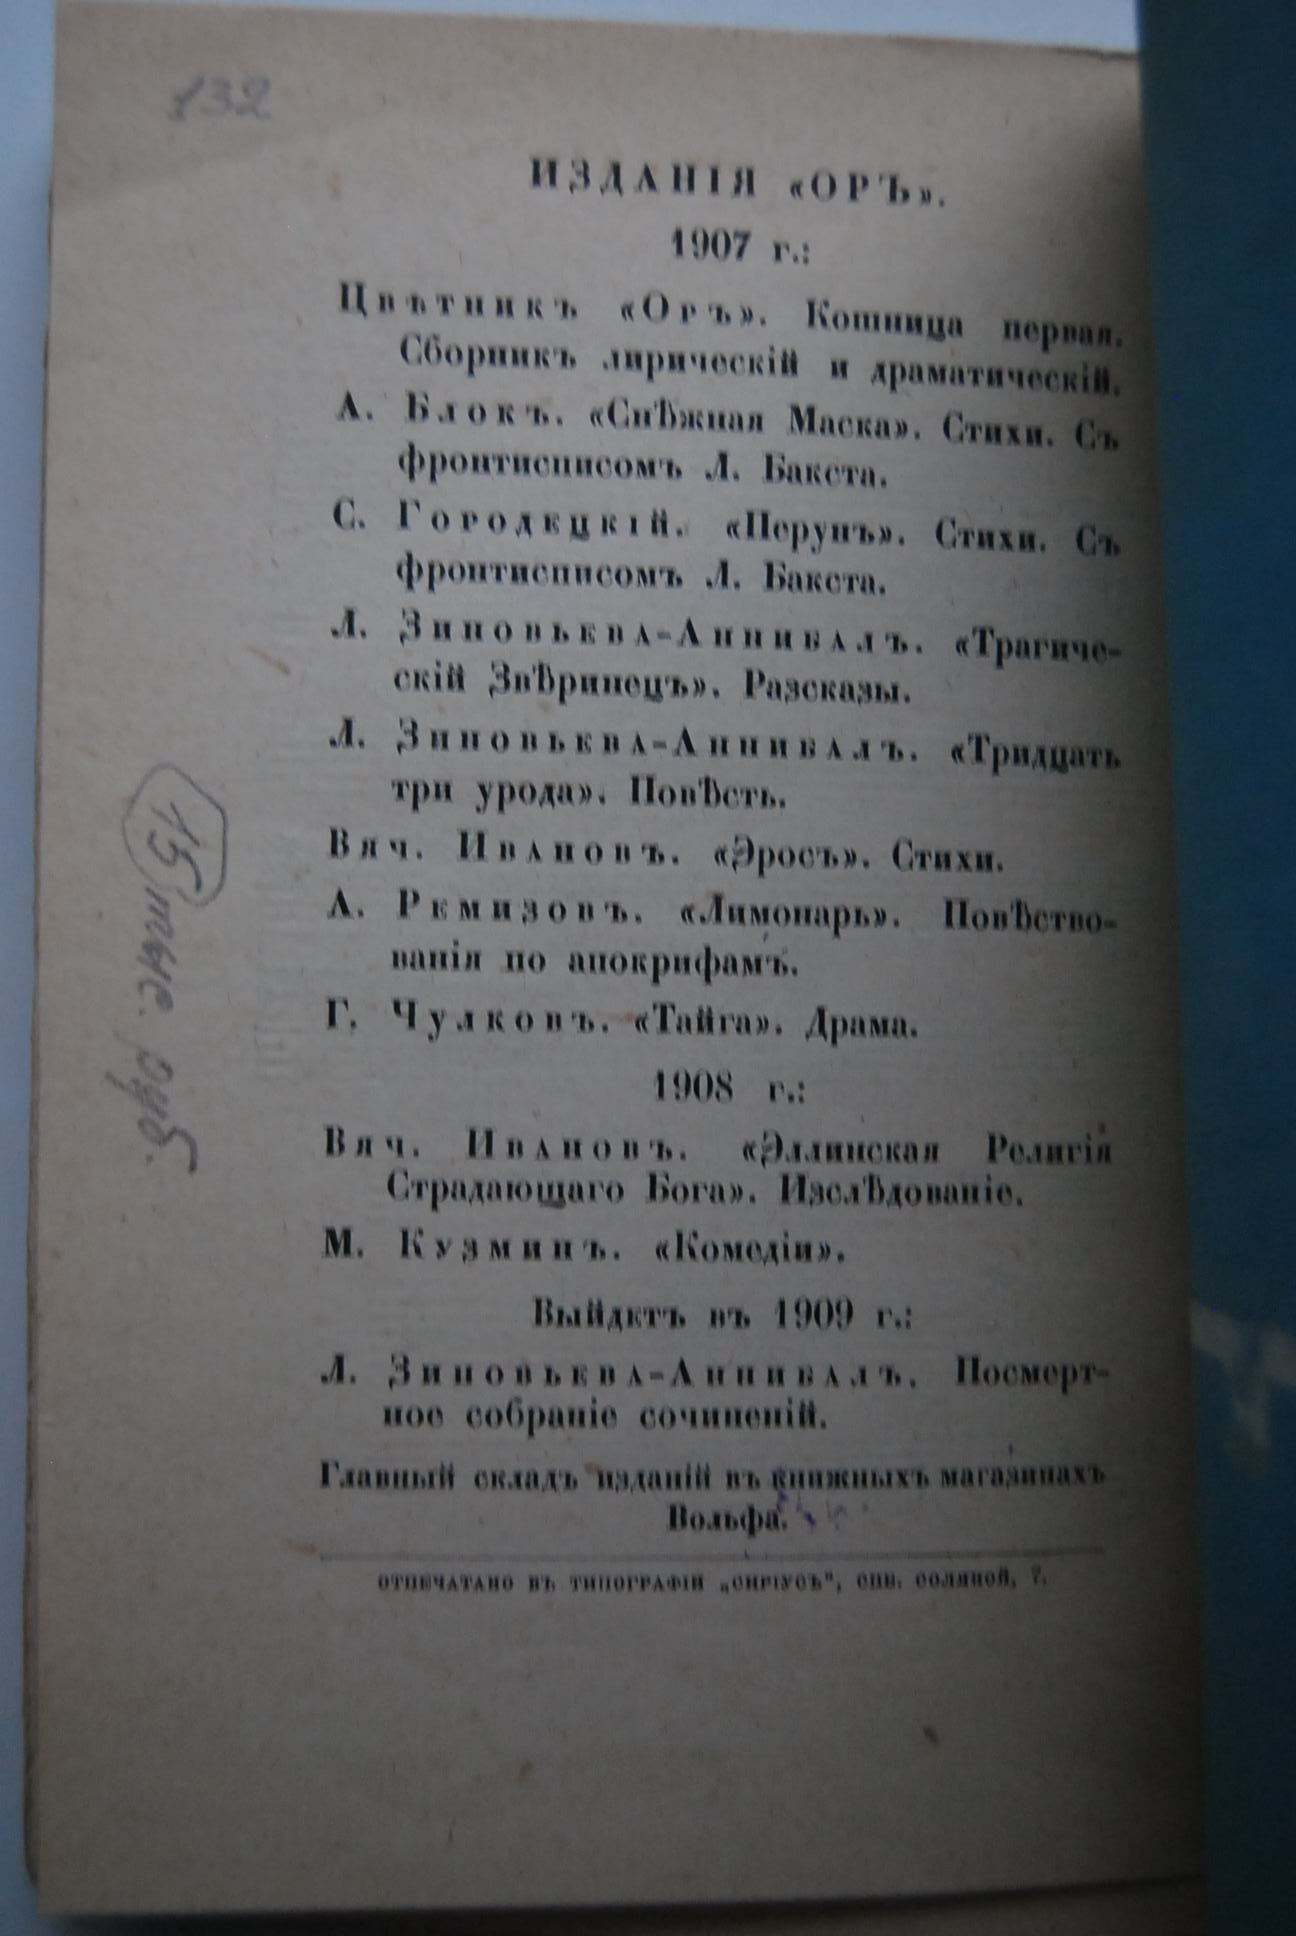 132
ИЗДАНІЯ «ОРЪ».
1907 г.:
Цвѣтникъ «Оръ». Кошница первая.
Сборникъ лирическій и драматическій.
А. Блокъ. «Снѣжная Маска». Стихи. Съ
фронтисписомъ Л. Бакста.
С. Городецкій. «Перунъ». Стихи. Съ
фронтисписомъ Л. Бакста.
Л. Зиновьева-Аннибалъ. «Трагиче-
скій Звѣринецъ». Разсказы.
Л. Зиновьева-Аннибалъ. «Тридцать
три урода». Повѣсть.
Вяч. Ивановъ. «Эросъ». Стихи.
А. Ремизовъ. «Лимонарь». Повѣство-
ванія по апокрифамъ.
Г. Чулковъ. «Тайга». Драма.
1908 г.:
Вяч. Ивановъ. «Эллинская Религія
Страдающаго Бога». Изслѣдованіе.
М. Кузминъ. «Комедіи».
Выйдетъ въ 1909 г.:
Л. Зиновьева-Аннибалъ. Посмерт-
ное собраніе сочиненій.
Главный складъ изданій въ книжныхъ магазинахъ
Вольфа.
ОТПЕЧАТАНО ВЪ ТИПОГРАФІИ „СИРІУСЪ", СПБ. СОЛЯНОЙ, 7.
15 тыс. руб.